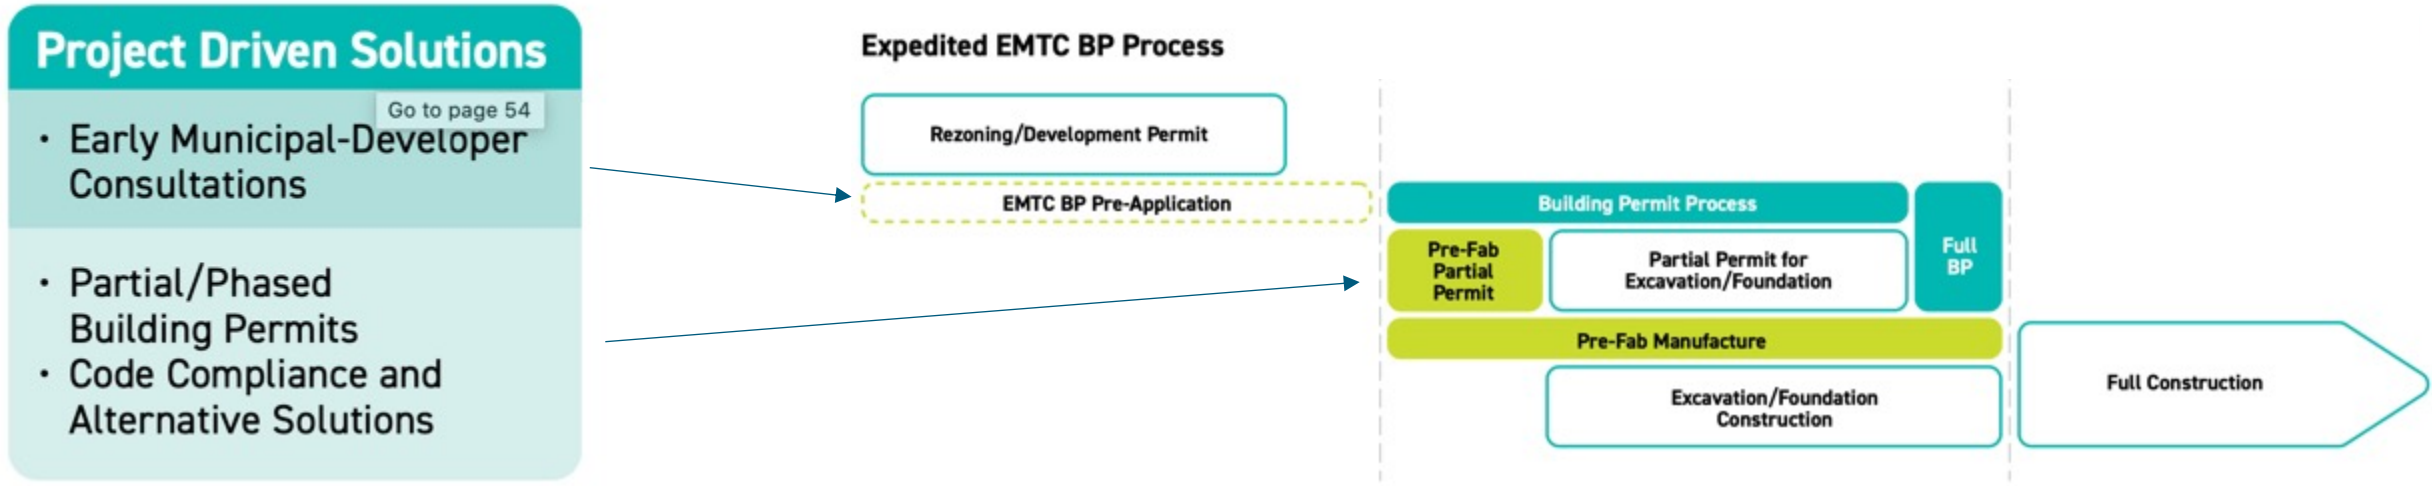 Project Driven Solutions
Go to page 54
• Early Municipal-Developer
Consultations
• Partial/Phased
Building Permits
• Code Compliance and
Alternative Solutions
Expedited EMTC BP Process
Rezoning/Development Permit
EMTC BP Pre-Application
Building Permit Process
Pre-Fab
Partial
Permit
Partial Permit for
Excavation/Foundation
Full
BP
Pre-Fab Manufacture
Excavation/Foundation
Construction
Full Construction